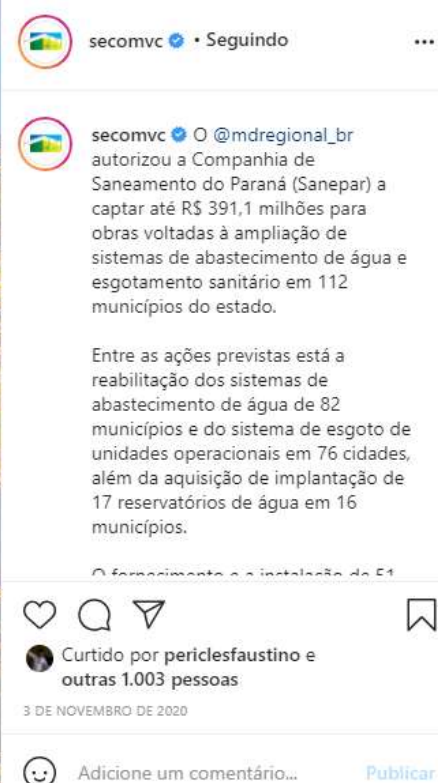 secomvc • Seguindo
secomvc O @mdregional_br
autorizou a Companhia de
Saneamento do Paraná (Sanepar) a
captar até R$ 391,1 milhões para
obras voltadas à ampliação de
sistemas de abastecimento de água e
esgotamento sanitário em 112
municípios do estado.
Entre as ações previstas está a
reabilitação dos sistemas de
abastecimento de água de 82
municípios e do sistema de esgoto de
unidades operacionais em 76 cidades,
além da aquisição de implantação de
17 reservatórios de água em 16
municípios.
O fornecimento e a instalação de 51
Curtido por periclesfaustino e
outras 1.003 pessoas
3 DE NOVEMBRO DE 2020
Adicione um comentário... Publicar